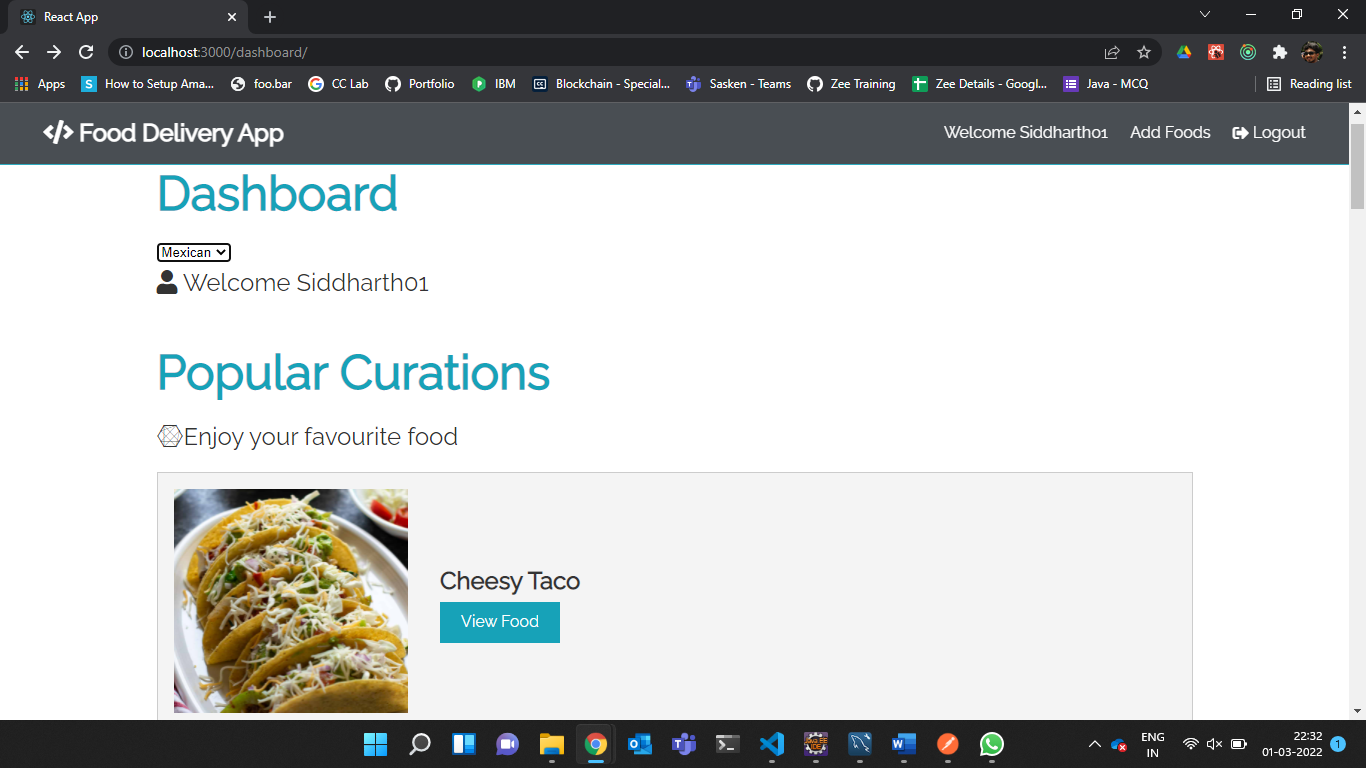 React App
localhost:3000/dashboard/
Apps How to Setup Ama... foo.bar CC Lab Portfolio IBM Blockchain - Special... Sasken - Teams Zee Training Zee Details - Googl... Java - MCQ Reading list
Food Delivery App Welcome Siddharth01 Add Foods Logout
Dashboard
Mexican
Welcome Siddharth01
Popular Curations
Enjoy your favourite food
Cheesy Taco
View Food
ENG 22:32
IN 01-03-2022 1